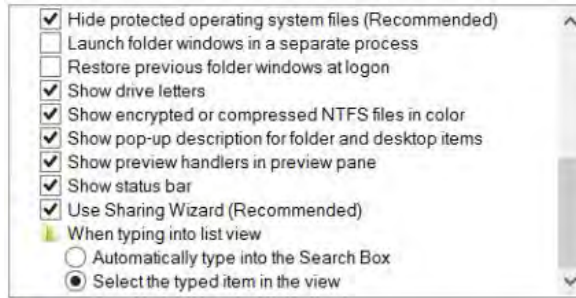 Hide protected operating system files (Recommended)
Launch folder windows in a separate process
Restore previous folder windows at logon
Show drive letters
Show encrypted or compressed NTFS files in color
Show pop-up description for folder and desktop items
Show preview handlers in preview pane
Show status bar
Use Sharing Wizard (Recommended)
When typing into list view
Automatically type into the Search Box
Select the typed item in the view